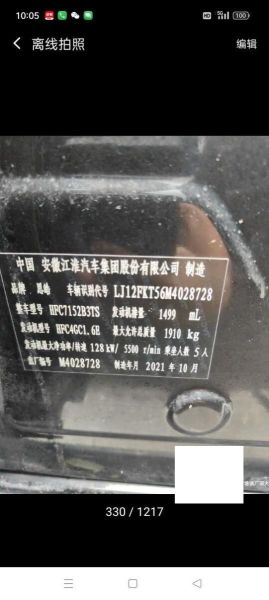 10:05
HD 5G 100
离线拍照
编辑
中国 安徽江淮汽车集团股份有限公司 制造
品牌 思皓 车辆识别代号 LJ12FKT56M4028728
整车型号 HFC7152B3TS 发动机排量 1499 mL
发动机型号 HFC4GC1.6E 最大允许总质量 1910 kg
发动机最大净功率/转速 128 kW/ 5500 r/min 乘坐人数 5 人
出厂编号 M4028728 制造年月 2021 年 10 月
330 / 1217